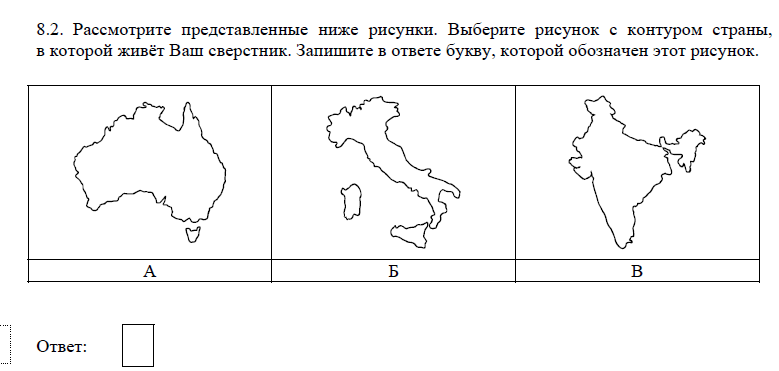 8.2. Рассмотрите представленные ниже рисунки. Выберите рисунок с контуром страны,
в которой живёт Ваш сверстник. Запишите в ответе букву, которой обозначен этот рисунок.
А Б В
Ответ: